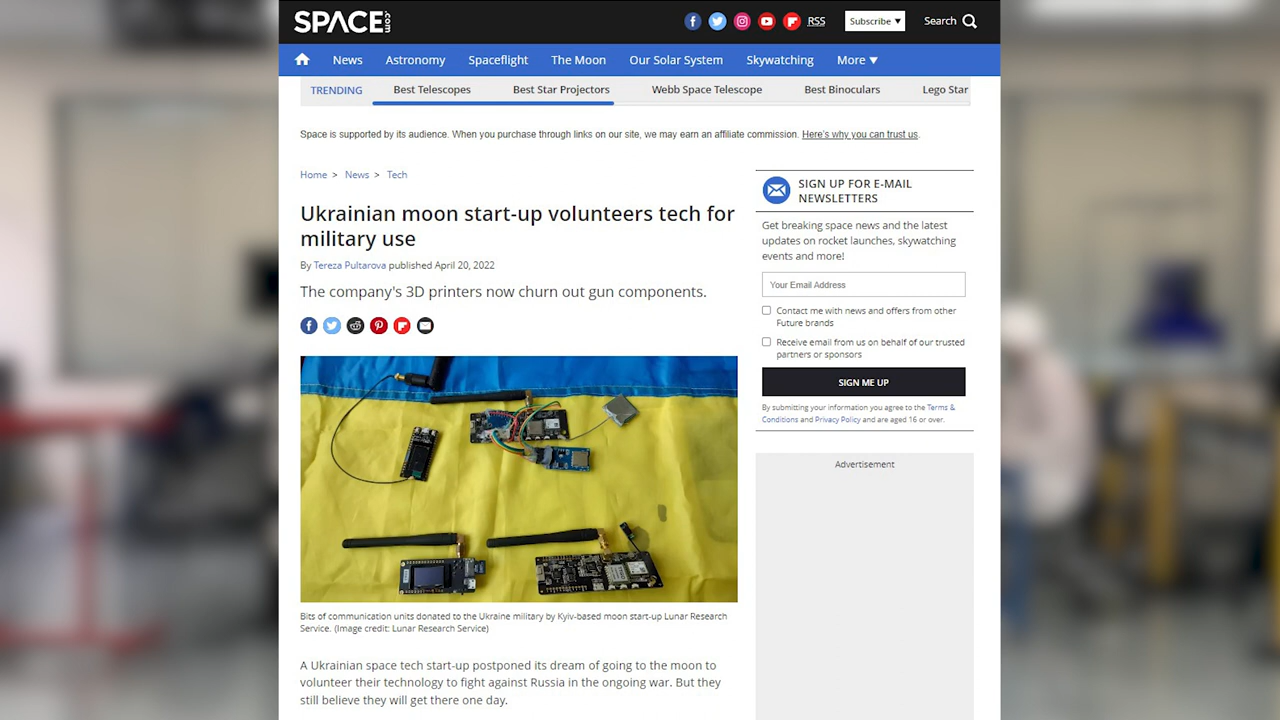 SPACE.com
RSS
Subscribe ▼
Search
News
Astronomy
Spaceflight
The Moon
Our Solar System
Skywatching
More ▼
TRENDING
Best Telescopes
Best Star Projectors
Webb Space Telescope
Best Binoculars
Lego Star
Space is supported by its audience. When you purchase through links on our site, we may earn an affiliate commission. Here's why you can trust us.
Home > News > Tech
Ukrainian moon start-up volunteers tech for
military use
By Tereza Pultarova published April 20, 2022
The company's 3D printers now churn out gun components.
Bits of communication units donated to the Ukraine military by Kyiv-based moon start-up Lunar Research
Service. (Image credit: Lunar Research Service)
A Ukrainian space tech start-up postponed its dream of going to the moon to
volunteer their technology to fight against Russia in the ongoing war. But they
still believe they will get there one day.
SIGN UP FOR E-MAIL
NEWSLETTERS
Get breaking space news and the latest
updates on rocket launches, skywatching
events and more!
Your Email Address
Contact me with news and offers from other
Future brands
Receive email from us on behalf of our trusted
partners or sponsors
SIGN ME UP
By submitting your information you agree to the Terms &
Conditions and Privacy Policy and are aged 16 or over.
Advertisement